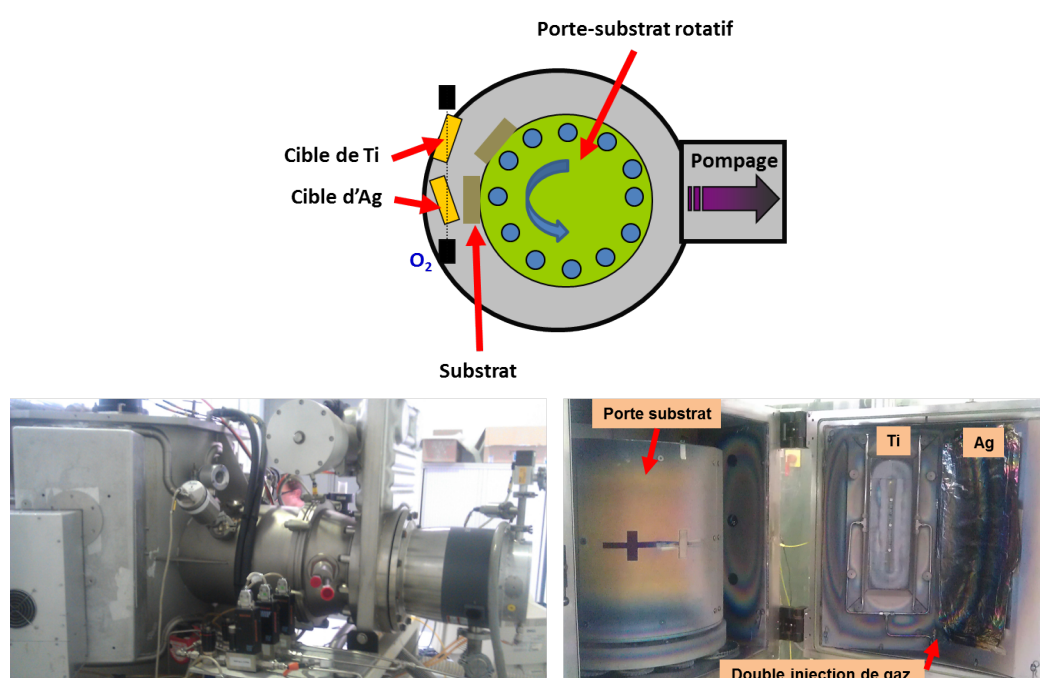 Porte-substrat rotatif
Cible de Ti
Pompage
Cible d'Ag
O₂
Substrat
Porte substrat
Ti
Ag
Double injection de gaz